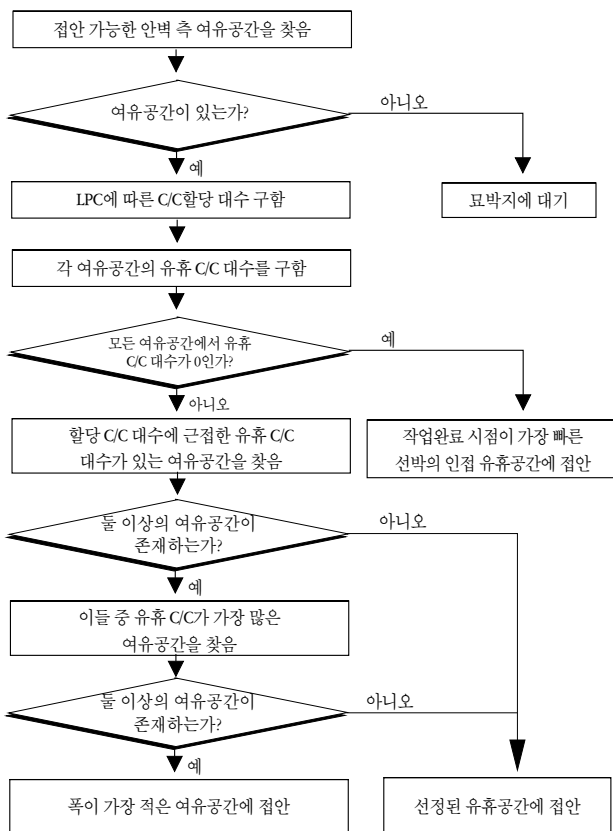 접안 가능한 안벽 측 여유공간을 찾음
여유공간이 있는가?
아니오
예
LPC에 따른 C/C할당 대수 구함
묘박지에 대기
각 여유공간의 유휴 C/C 대수를 구함
모든 여유공간에서 유휴
C/C 대수가 0인가?
예
아니오
할당 C/C 대수에 근접한 유휴 C/C
대수가 있는 여유공간을 찾음
작업완료 시점이 가장 빠른
선박의 인접 유휴공간에 접안
둘 이상의 여유공간이
존재하는가?
아니오
예
이들 중 유휴 C/C가 가장 많은
여유공간을 찾음
둘 이상의 여유공간이
존재하는가?
아니오
예
폭이 가장 적은 여유공간에 접안
선정된 유휴공간에 접안